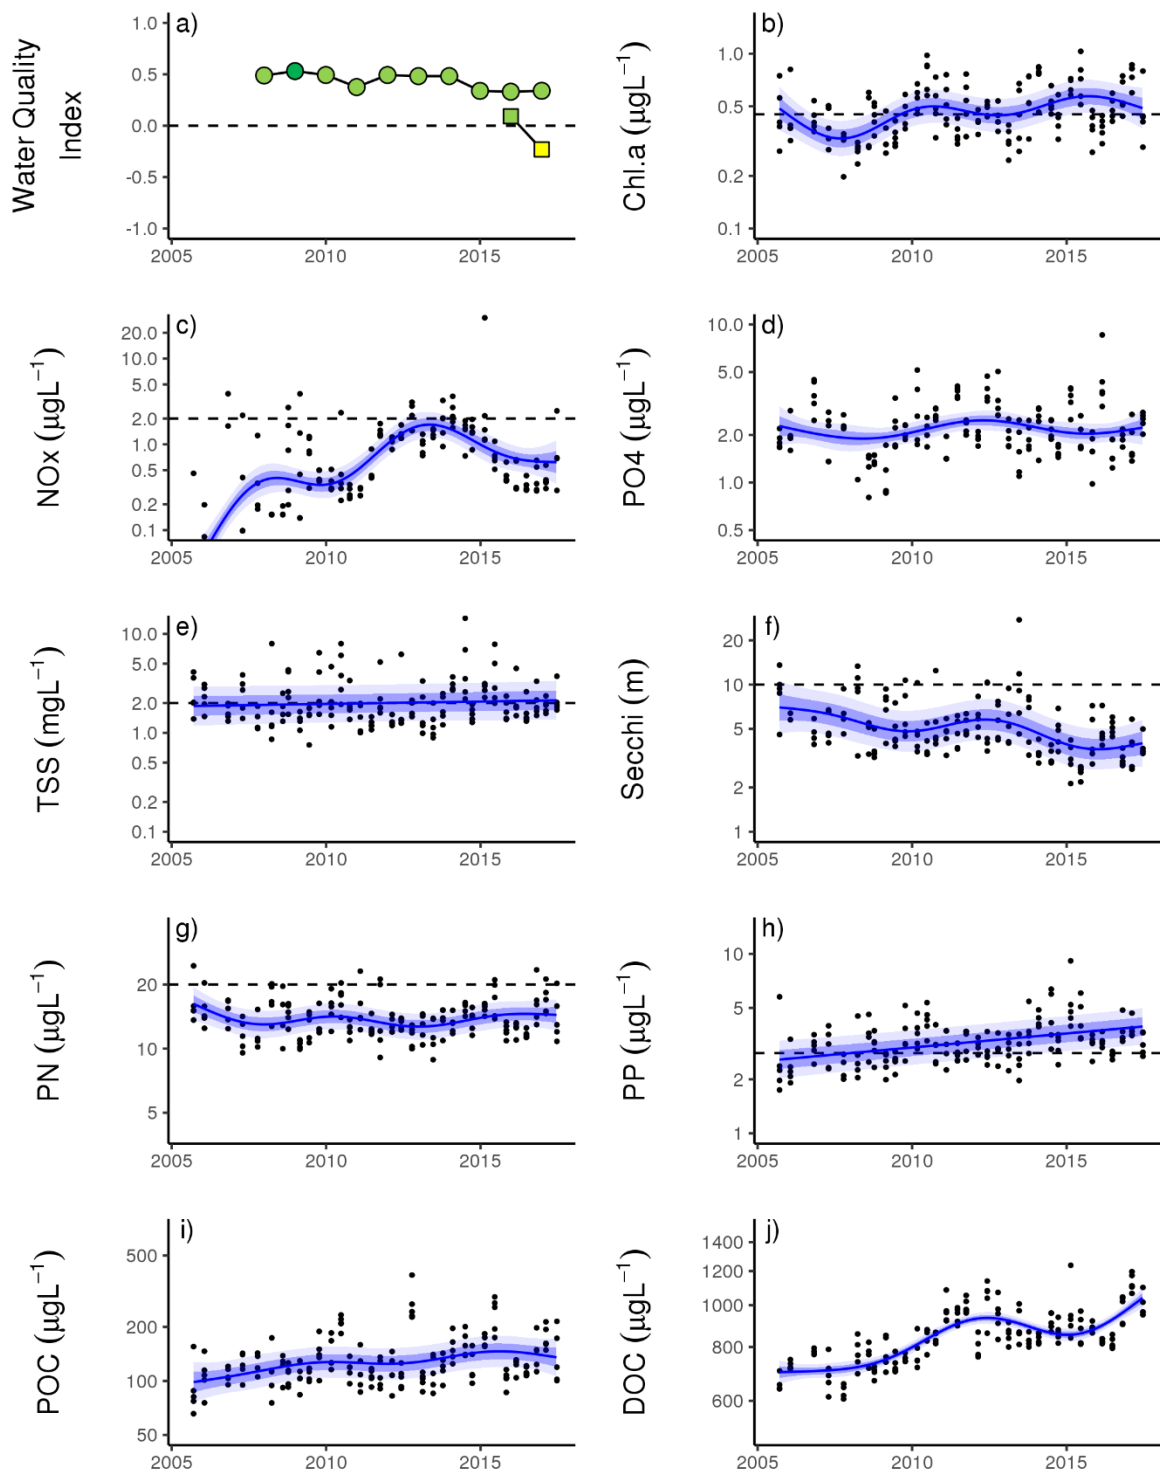 a)
Water Quality
Index
1.0
0.5
0.0
-0.5
-1.0
2005 2010 2015
b)
Chl.a (μgL⁻¹)
1.0
0.5
0.2
0.1
2005 2010 2015
c)
NOx (μgL⁻¹)
20.0
10.0
5.0
2.0
1.0
0.5
0.2
0.1
2005 2010 2015
d)
PO4 (μgL⁻¹)
10.0
5.0
2.0
1.0
0.5
2005 2010 2015
e)
TSS (mgL⁻¹)
10.0
5.0
2.0
1.0
0.5
0.2
0.1
2005 2010 2015
f)
Secchi (m)
20
10
5
2
1
2005 2010 2015
g)
PN (μgL⁻¹)
20
10
5
2005 2010 2015
h)
PP (μgL⁻¹)
10
5
2
1
2005 2010 2015
i)
POC (μgL⁻¹)
500
200
100
50
2005 2010 2015
j)
DOC (μgL⁻¹)
1400
1200
1000
800
600
2005 2010 2015